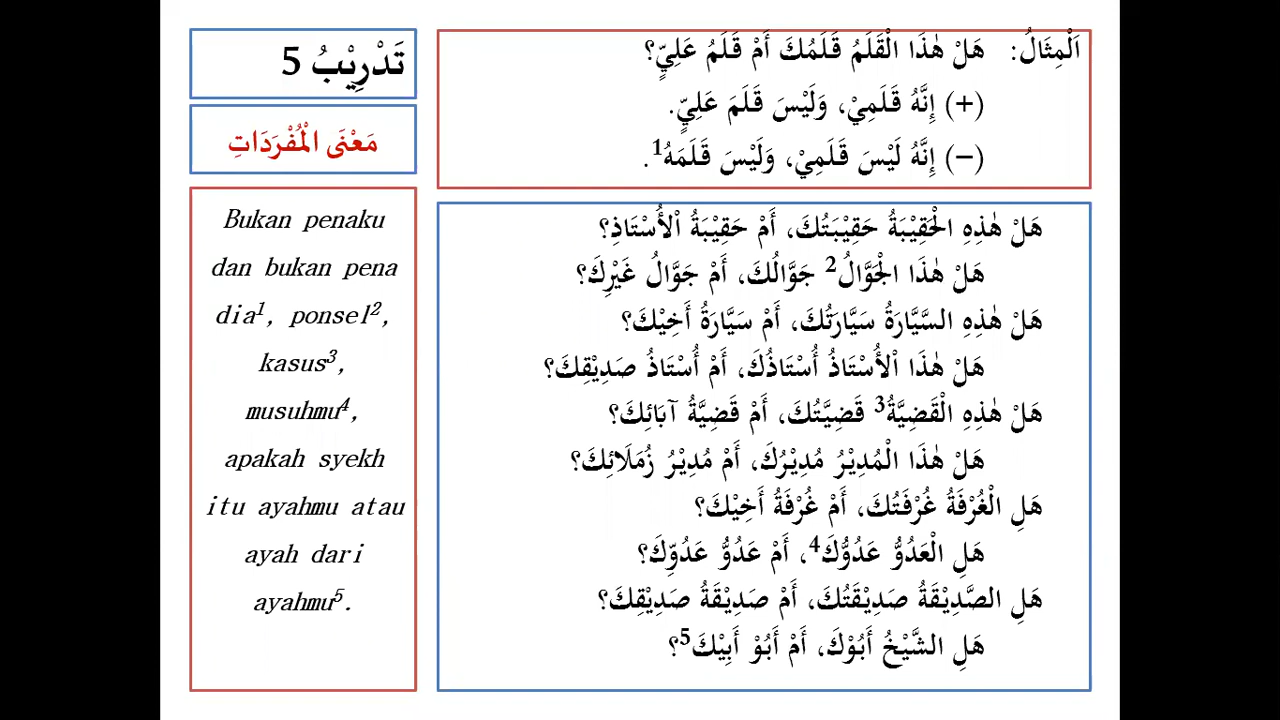 تَدْرِيْبُ 5
اَلْمِثَالُ: هَلْ هٰذَا الْقَلَمُ قَلَمُكَ أَمْ قَلَمُ عَلِيٍّ؟
(+) إِنَّهُ قَلَمِيْ، وَلَيْسَ قَلَمَ عَلِيٍّ.
(–) إِنَّهُ لَيْسَ قَلَمِيْ، وَلَيْسَ قَلَمَهُ¹.
مَعْنَى الْمُفْرَدَاتِ
Bukan penaku
dan bukan pena
dia¹, ponsel²,
kasus³,
musuhmu⁴,
apakah syekh
itu ayahmu atau
ayah dari
ayahmu⁵.
هَلْ هٰذِهِ الْحَقِيْبَةُ حَقِيْبَتُكَ، أَمْ حَقِيْبَةُ الْأُسْتَاذِ؟
هَلْ هٰذَا الْجَوَّالُ² جَوَّالُكَ، أَمْ جَوَّالُ غَيْرِكَ؟
هَلْ هٰذِهِ السَّيَّارَةُ سَيَّارَتُكَ، أَمْ سَيَّارَةُ أَخِيْكَ؟
هَلْ هٰذَا الْأُسْتَاذُ أُسْتَاذُكَ، أَمْ أُسْتَاذُ صَدِيْقِكَ؟
هَلْ هٰذِهِ الْقَضِيَّةُ³ قَضِيَّتُكَ، أَمْ قَضِيَّةُ آبَائِكَ؟
هَلْ هٰذَا الْمُدِيْرُ مُدِيْرُكَ، أَمْ مُدِيْرُ زُمَلَائِكَ؟
هَلِ الْغُرْفَةُ غُرْفَتُكَ، أَمْ غُرْفَةُ أَخِيْكَ؟
هَلِ الْعَدُوُّ عَدُوُّكَ⁴، أَمْ عَدُوُّ عَدُوِّكَ؟
هَلِ الصَّدِيْقَةُ صَدِيْقَتُكَ، أَمْ صَدِيْقَةُ صَدِيْقِكَ؟
هَلِ الشَّيْخُ أَبُوْكَ، أَمْ أَبُوْ أَبِيْكَ⁵؟